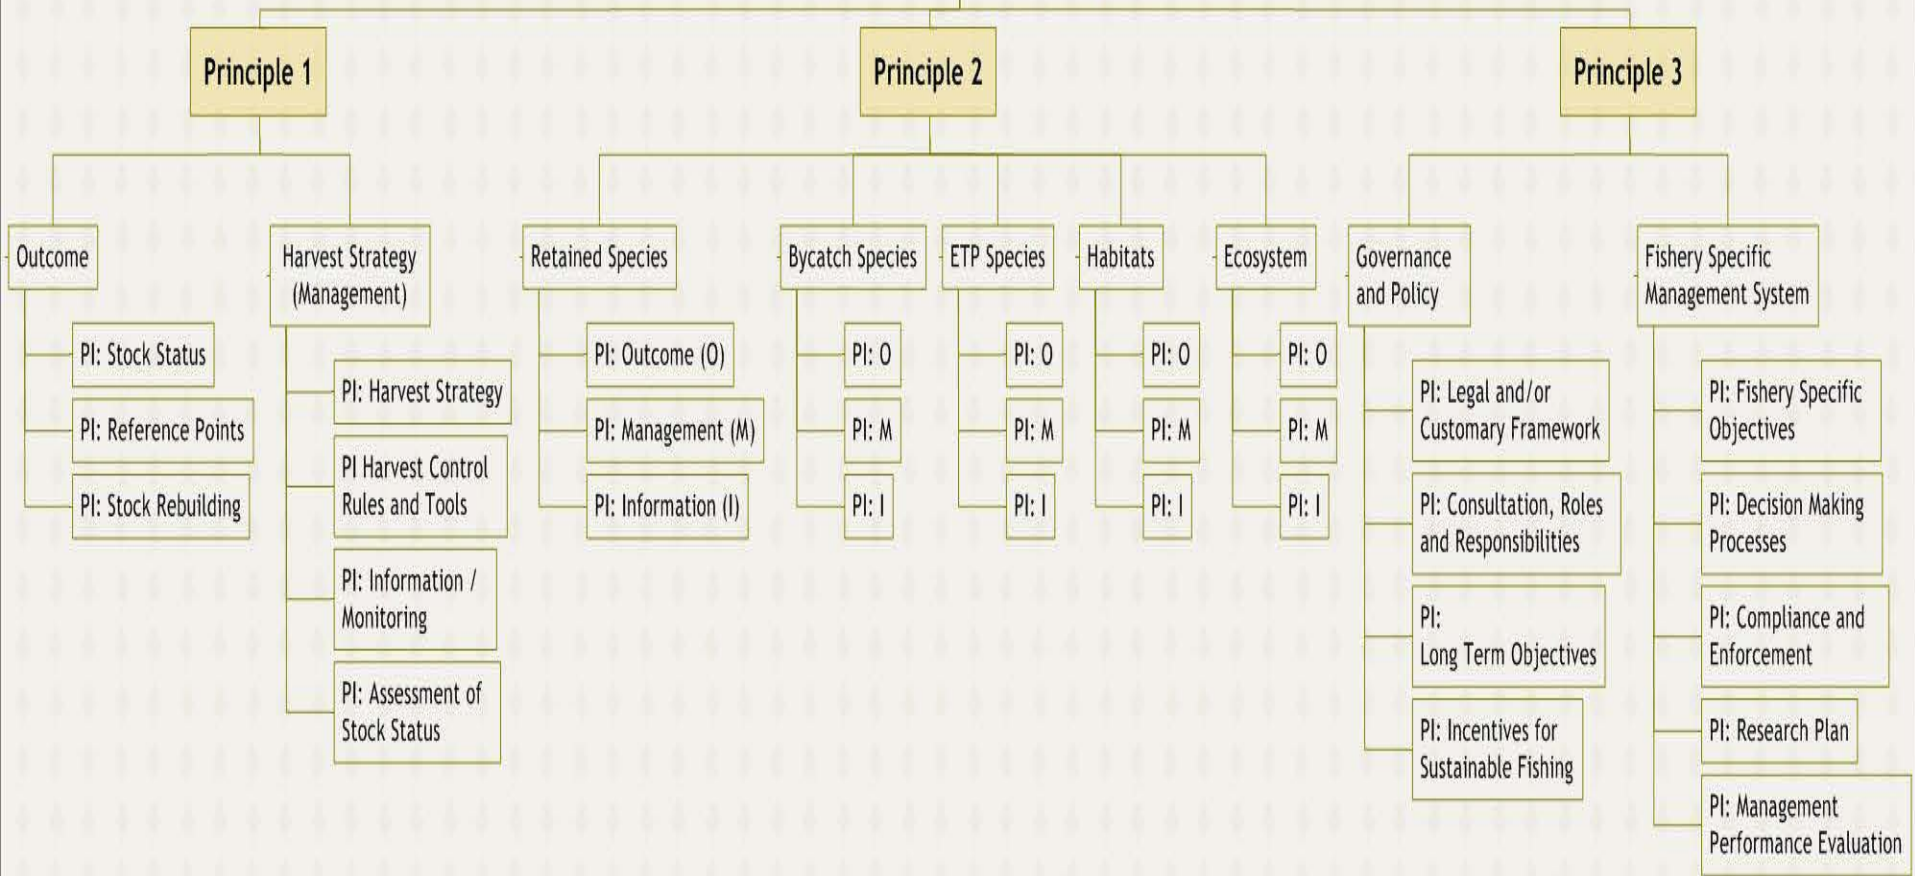 Principle 1
Principle 2
Principle 3
Outcome
PI: Stock Status
PI: Reference Points
PI: Stock Rebuilding
Harvest Strategy
(Management)
PI: Harvest Strategy
PI Harvest Control
Rules and Tools
PI: Information /
Monitoring
PI: Assessment of
Stock Status
Retained Species
PI: Outcome (O)
PI: Management (M)
PI: Information (I)
Bycatch Species
PI: O
PI: M
PI: I
ETP Species
PI: O
PI: M
PI: I
Habitats
PI: O
PI: M
PI: I
Ecosystem
PI: O
PI: M
PI: I
Governance
and Policy
PI: Legal and/or
Customary Framework
PI: Consultation, Roles
and Responsibilities
PI:
Long Term Objectives
PI: Incentives for
Sustainable Fishing
Fishery Specific
Management System
PI: Fishery Specific
Objectives
PI: Decision Making
Processes
PI: Compliance and
Enforcement
PI: Research Plan
PI: Management
Performance Evaluation